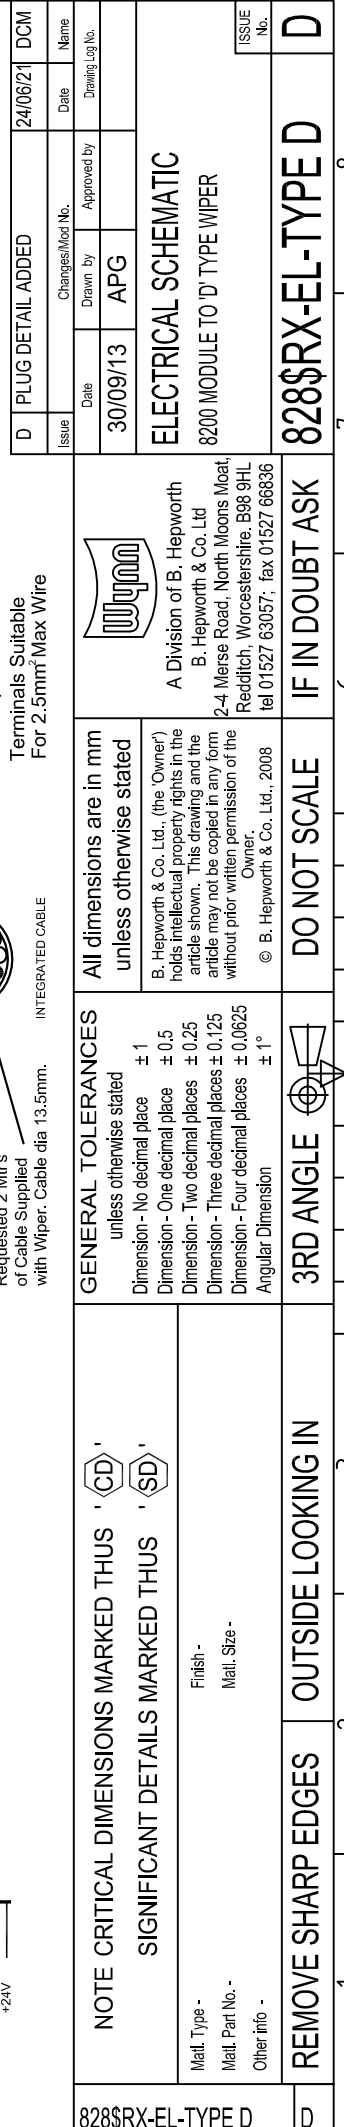 +24V
Requested 2 Mtr's
of Cable Supplied
with Wiper. Cable dia 13.5mm.
INTEGRATED CABLE
Terminals Suitable
For 2.5mm² Max Wire
D PLUG DETAIL ADDED 24/06/21 DCM
Issue Changes/Mod No. Date Name
NOTE CRITICAL DIMENSIONS MARKED THUS ' CD '
SIGNIFICANT DETAILS MARKED THUS ' SD '
Matl. Type - Finish -
Matl. Part No. - Matl. Size -
Other info -
GENERAL TOLERANCES
unless otherwise stated
Dimension - No decimal place ± 1
Dimension - One decimal place ± 0.5
Dimension - Two decimal places ± 0.25
Dimension - Three decimal places ± 0.125
Dimension - Four decimal places ± 0.0625
Angular Dimension ± 1°
All dimensions are in mm
unless otherwise stated
B. Hepworth & Co. Ltd., (the 'Owner')
holds intellectual property rights in the
article shown. This drawing and the
article may not be copied in any form
without prior written permission of the
Owner.
© B. Hepworth & Co. Ltd., 2008
Wynn
A Division of B. Hepworth
B. Hepworth & Co. Ltd
2-4 Merse Road, North Moons Moat,
Redditch, Worcestershire. B98 9HL
tel 01527 63057; fax 01527 66836
Date Drawn by Approved by Drawing Log No.
30/09/13 APG
ELECTRICAL SCHEMATIC
8200 MODULE TO 'D' TYPE WIPER
ISSUE
No.
828$RX-EL-TYPE D D
REMOVE SHARP EDGES OUTSIDE LOOKING IN 3RD ANGLE DO NOT SCALE IF IN DOUBT ASK
828$RX-EL-TYPE D D